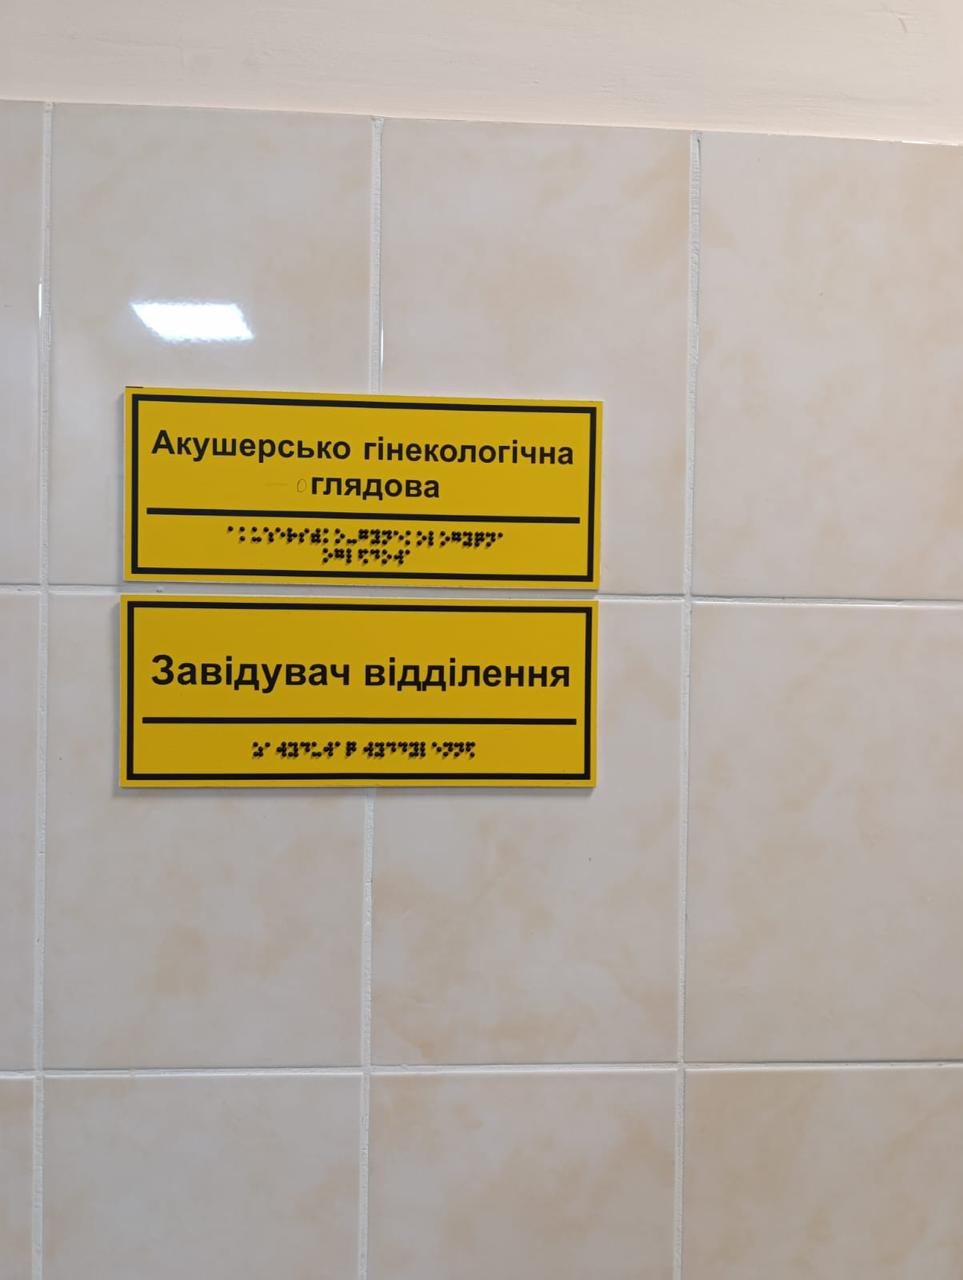 Акушерсько гінекологічна
оглядова
Завідувач відділення